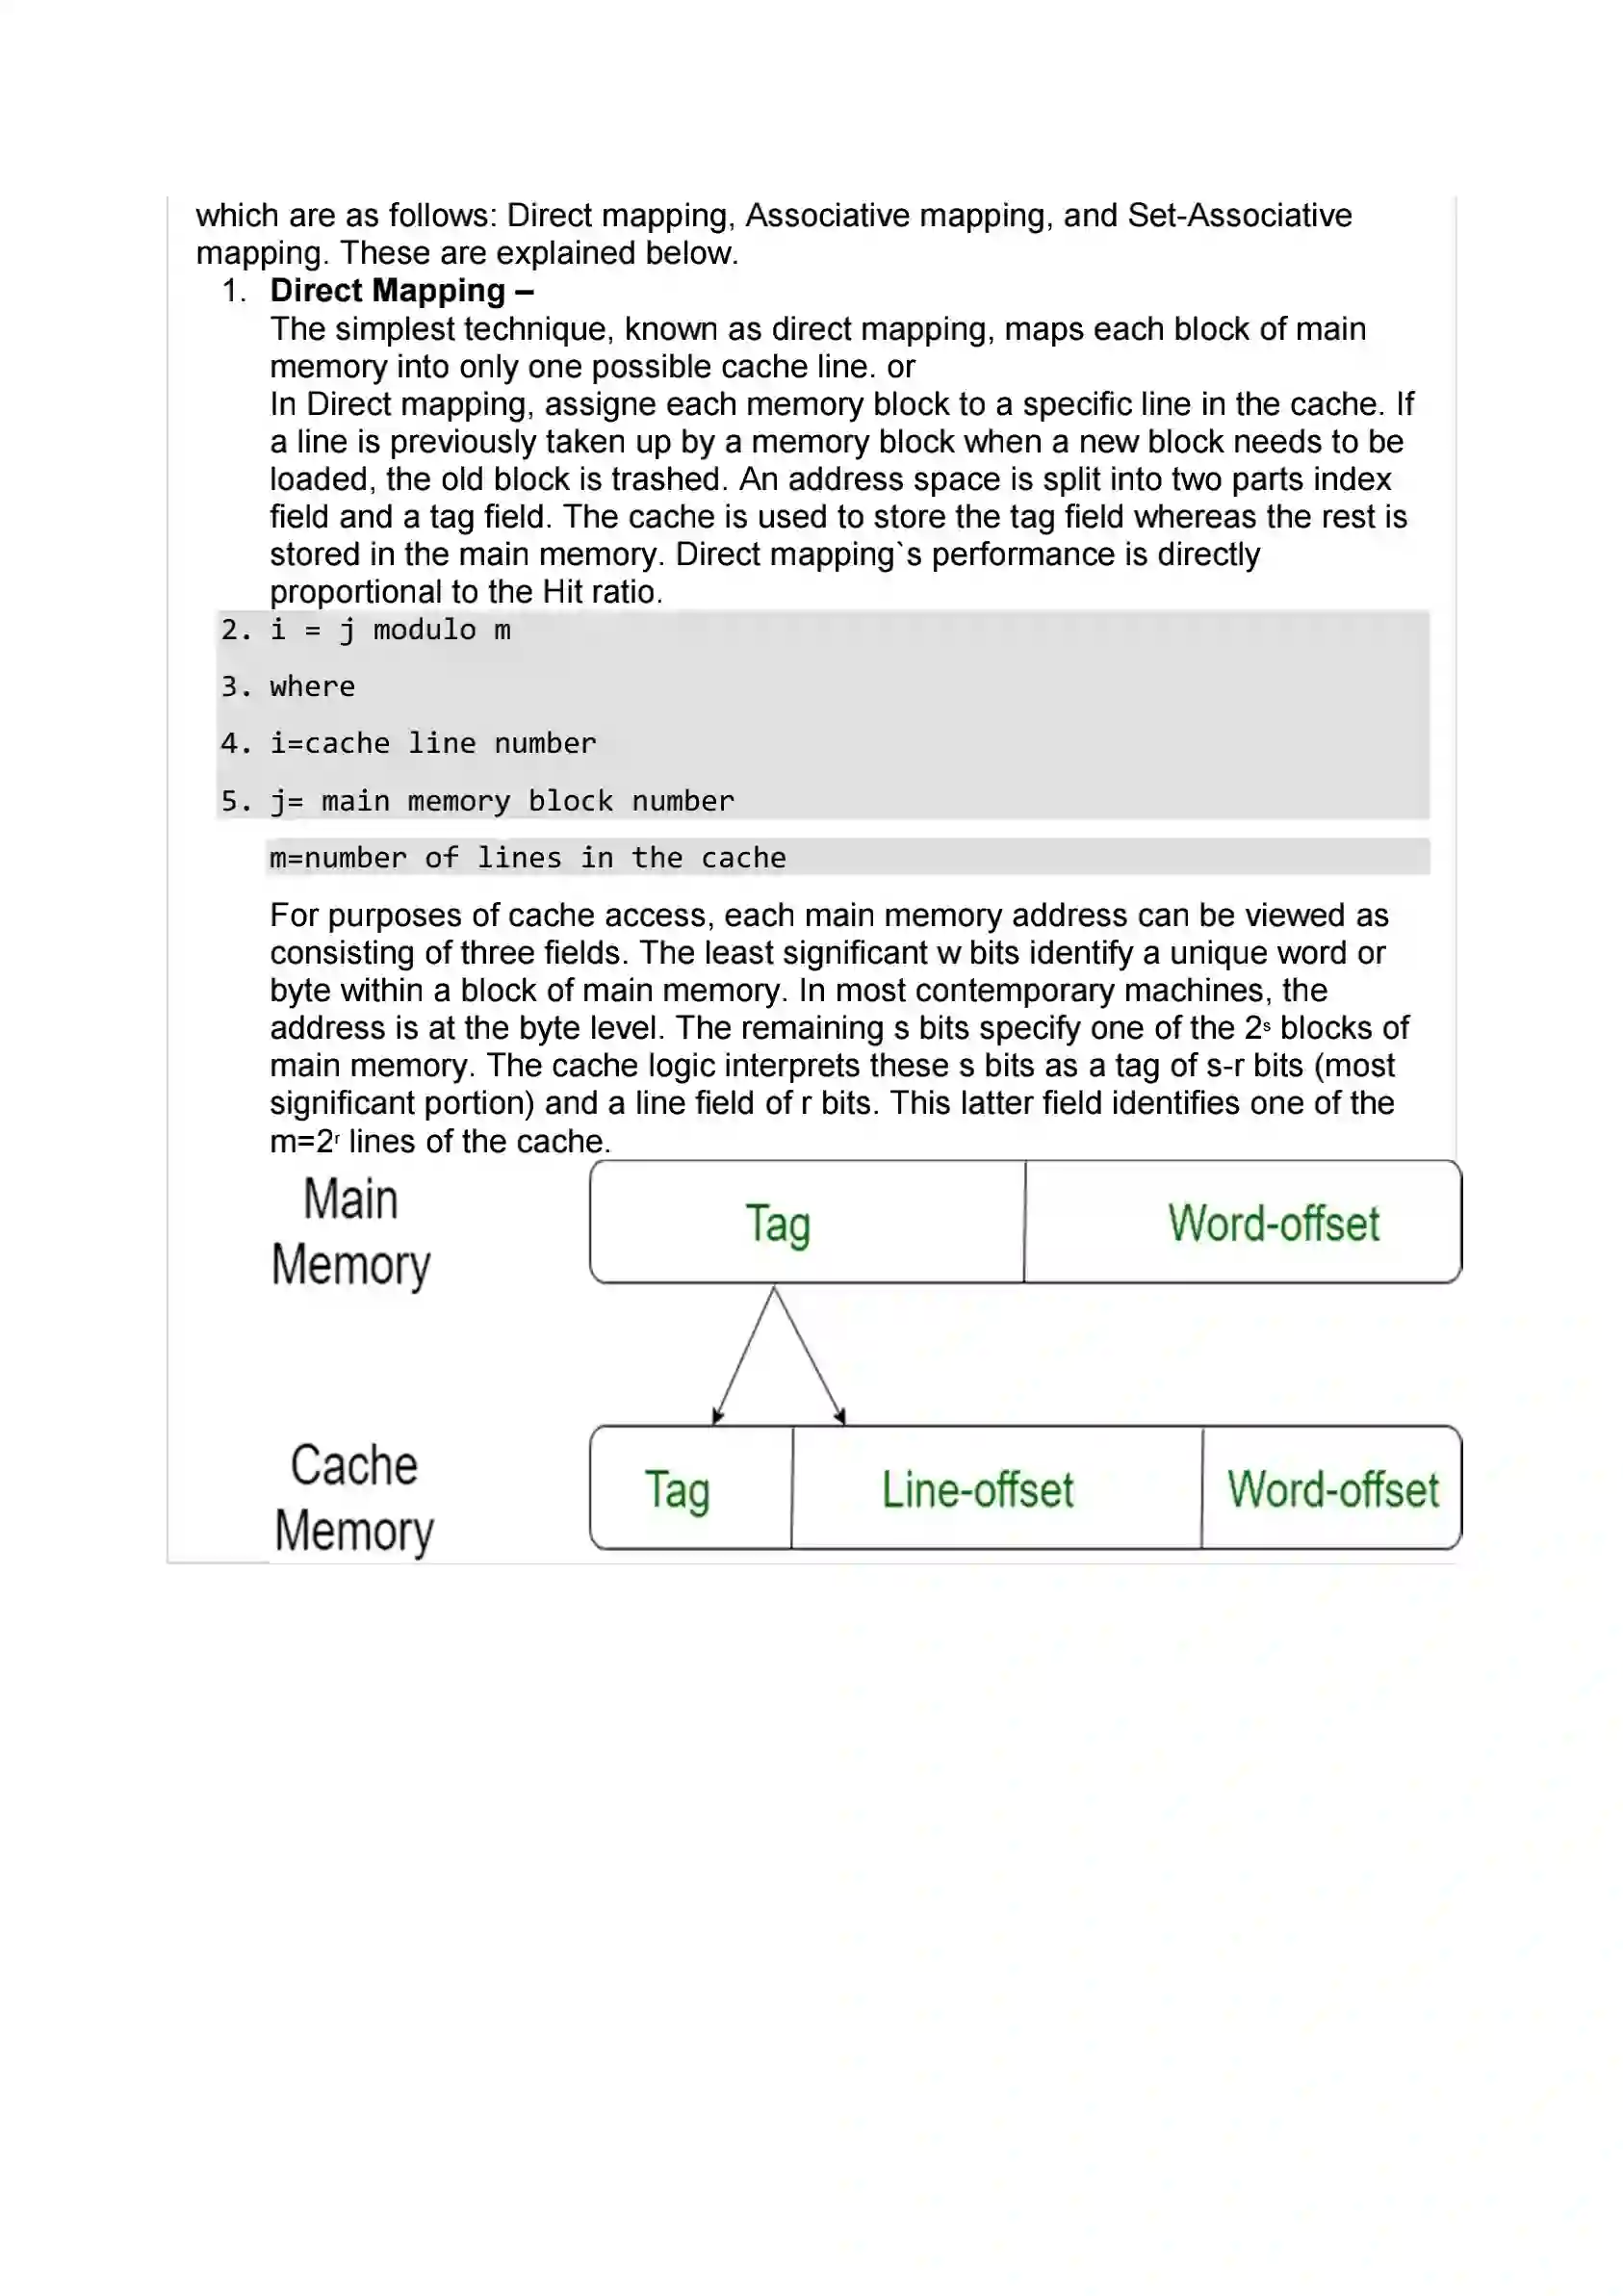 which are as follows: Direct mapping, Associative mapping, and Set-Associative
mapping. These are explained below.
1. Direct Mapping –
The simplest technique, known as direct mapping, maps each block of main
memory into only one possible cache line. or
In Direct mapping, assigne each memory block to a specific line in the cache. If
a line is previously taken up by a memory block when a new block needs to be
loaded, the old block is trashed. An address space is split into two parts index
field and a tag field. The cache is used to store the tag field whereas the rest is
stored in the main memory. Direct mapping`s performance is directly
proportional to the Hit ratio.
2. i = j modulo m
3. where
4. i=cache line number
5. j= main memory block number
m=number of lines in the cache
For purposes of cache access, each main memory address can be viewed as
consisting of three fields. The least significant w bits identify a unique word or
byte within a block of main memory. In most contemporary machines, the
address is at the byte level. The remaining s bits specify one of the 2ˢ blocks of
main memory. The cache logic interprets these s bits as a tag of s-r bits (most
significant portion) and a line field of r bits. This latter field identifies one of the
m=2ʳ lines of the cache.
Main
Memory
Tag
Word-offset
Cache
Memory
Tag
Line-offset
Word-offset